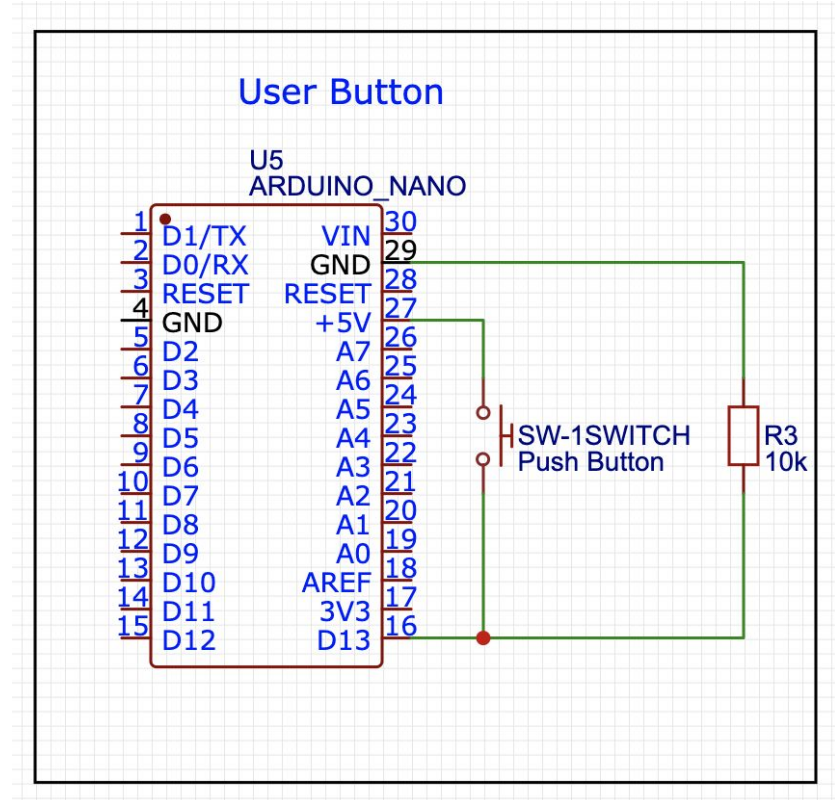 User Button
U5
ARDUINO_NANO
1 D1/TX VIN 30
2 D0/RX GND 29
3 RESET RESET 28
4 GND +5V 27
5 D2 A7 26
6 D3 A6 25
7 D4 A5 24
8 D5 A4 23
9 D6 A3 22
10 D7 A2 21
11 D8 A1 20
12 D9 A0 19
13 D10 AREF 18
14 D11 3V3 17
15 D12 D13 16
SW-1SWITCH
Push Button
R3
10k